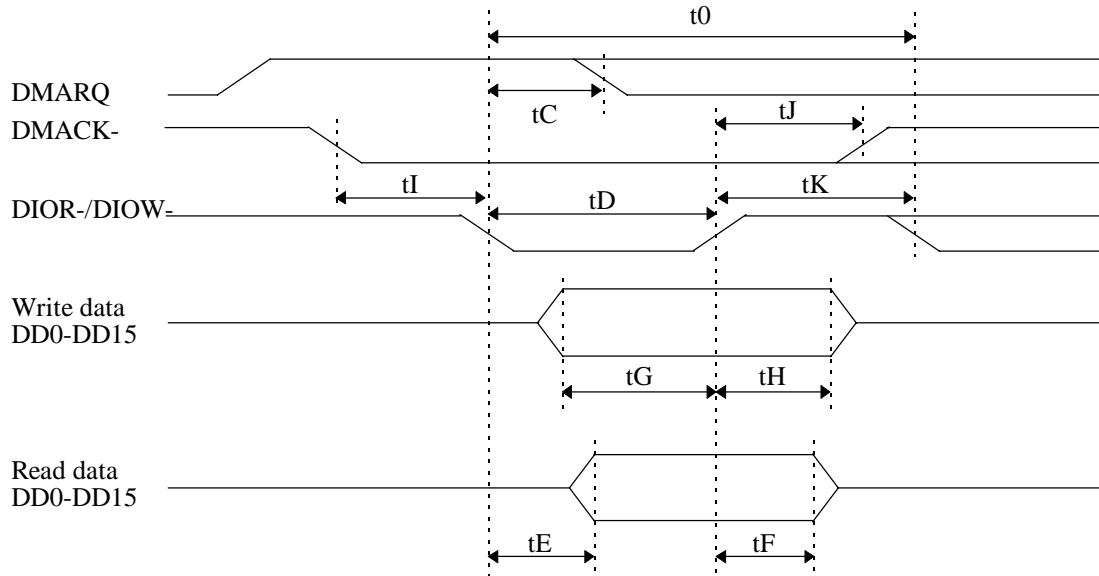 t0
DMARQ
tC
tJ
DMACK-
tI
tD
tK
DIOR-/DIOW-
Write data
DD0-DD15
tG
tH
Read data
DD0-DD15
tE
tF